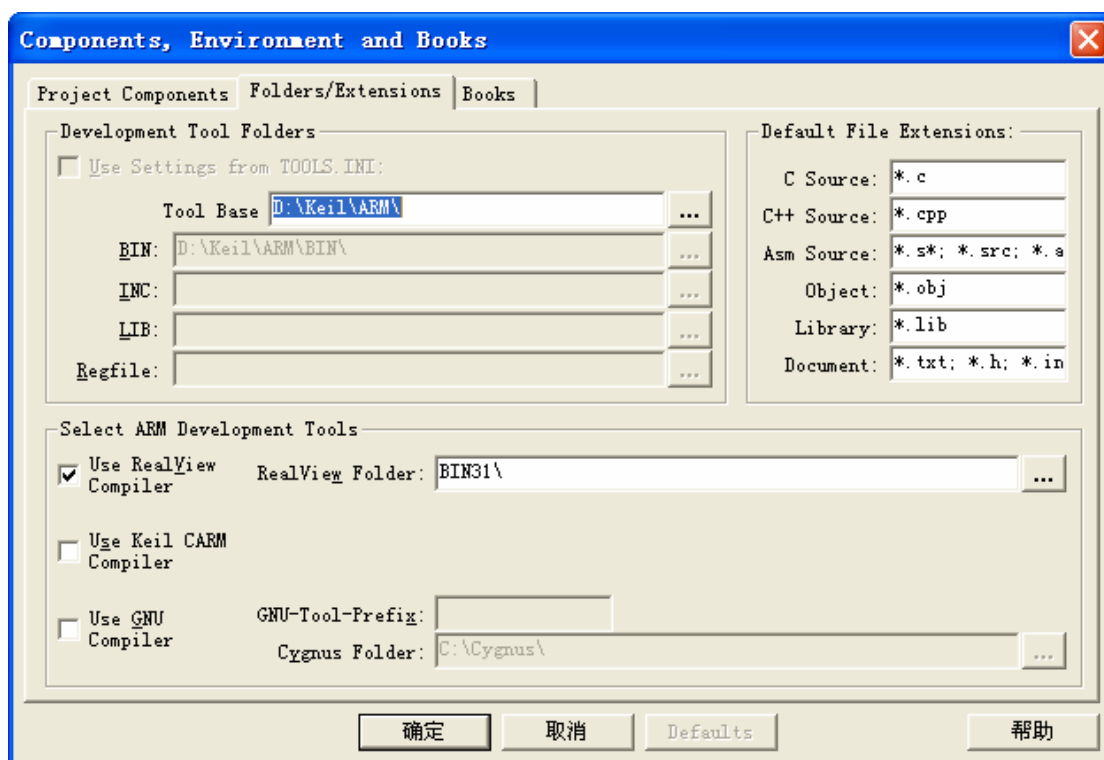 Components, Environment and Books
Project Components Folders/Extensions Books
Development Tool Folders
Use Settings from TOOLS.INI:
Tool Base D:\Keil\ARM\ ...
BIN: D:\Keil\ARM\BIN\ ...
INC: ...
LIB: ...
Regfile: ...
Default File Extensions:
C Source: *.c
C++ Source: *.cpp
Asm Source: *.s*; *.src; *.a
Object: *.obj
Library: *.lib
Document: *.txt; *.h; *.in
Select ARM Development Tools
Use RealView
Compiler
RealView Folder: BIN31\ ...
Use Keil CARM
Compiler
Use GNU
Compiler
GNU-Tool-Prefix:
Cygnus Folder: C:\Cygnus\ ...
确定 取消 Defaults 帮助